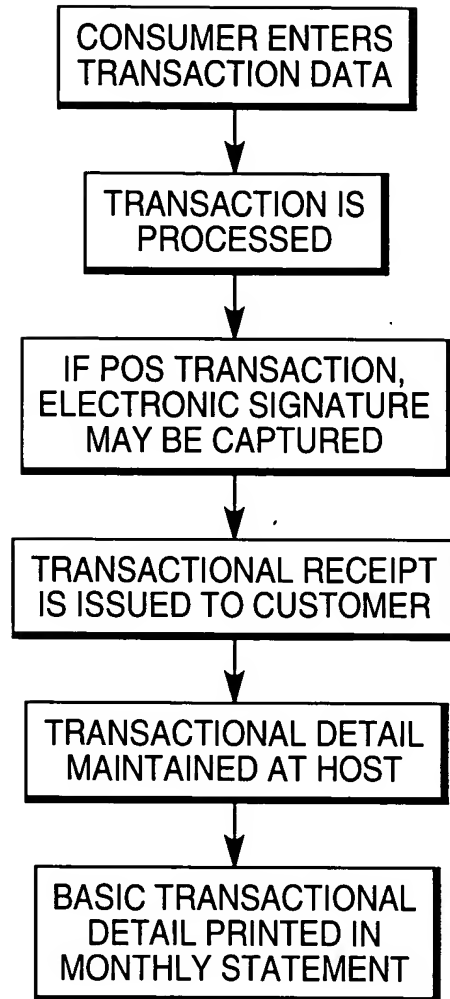 CONSUMER ENTERS
TRANSACTION DATA
TRANSACTION IS
PROCESSED
IF POS TRANSACTION,
ELECTRONIC SIGNATURE
MAY BE CAPTURED
TRANSACTIONAL RECEIPT
IS ISSUED TO CUSTOMER
TRANSACTIONAL DETAIL
MAINTAINED AT HOST
BASIC TRANSACTIONAL
DETAIL PRINTED IN
MONTHLY STATEMENT